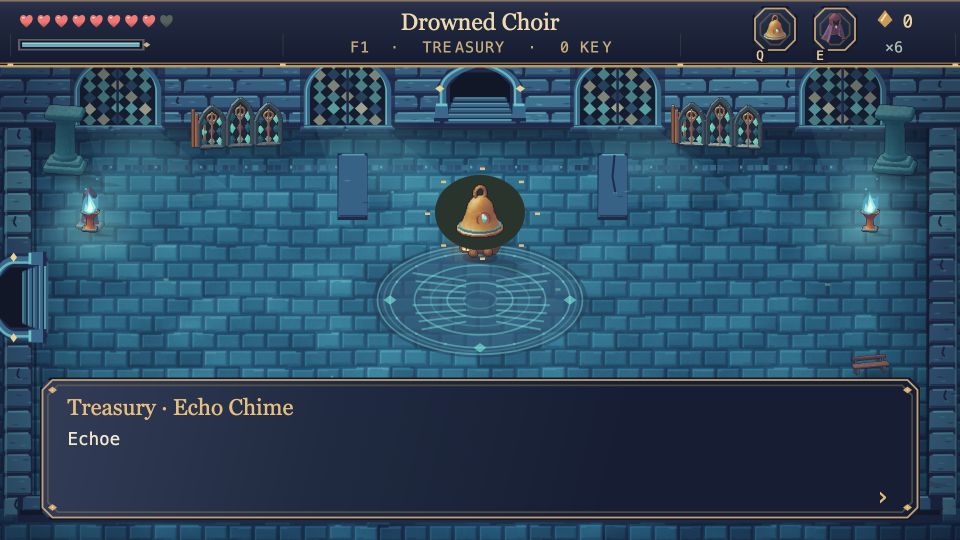 Drowned Choir
F1 · TREASURY · 0 KEY
Q
E
0
×6
Treasury · Echo Chime
Echoe